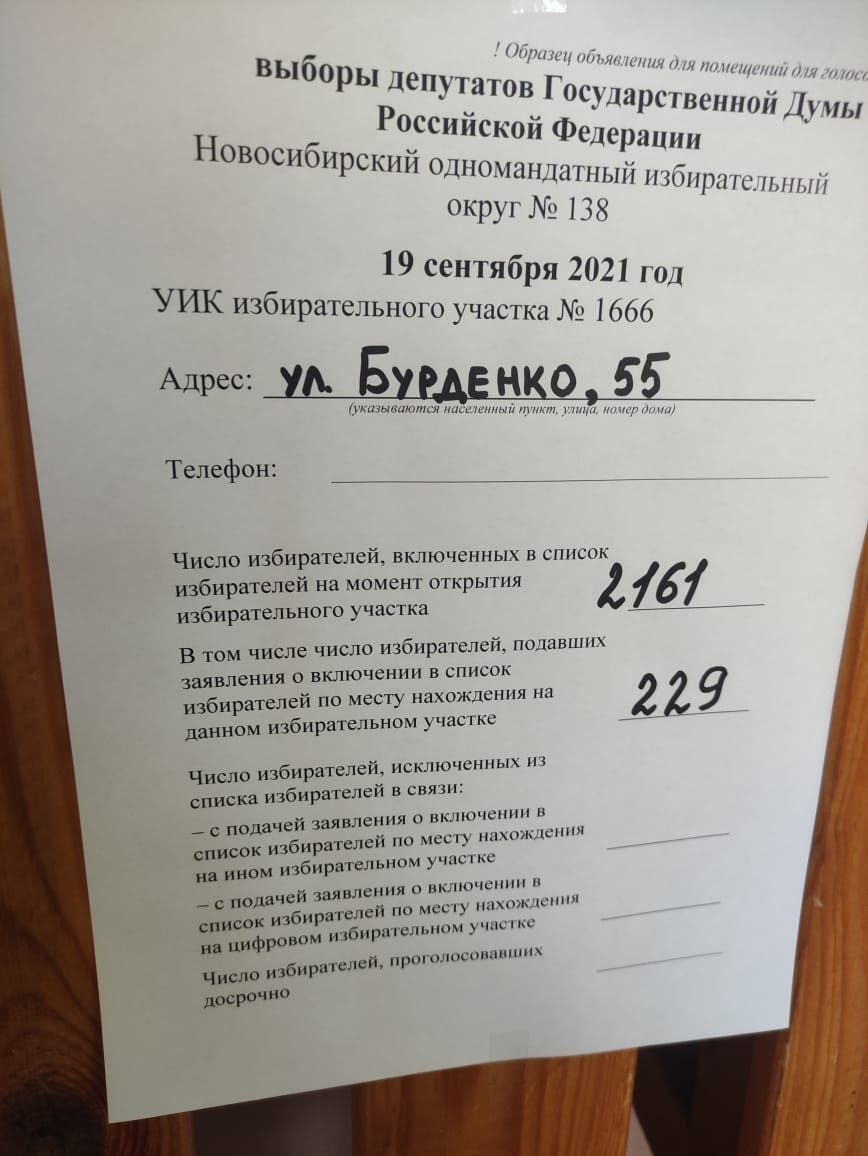 ! Образец объявления для помещений для
выборы депутатов Государственной Думы
Российской Федерации
Новосибирский одномандатный избирательный
округ № 138
19 сентября 2021 год
УИК избирательного участка № 1666
Адрес: ул. Бурденко, 55
(указываются населенный пункт, улица, номер дома)
Телефон:
Число избирателей, включенных в список
избирателей на момент открытия
избирательного участка 2161
В том числе число избирателей, подавших
заявления о включении в список
избирателей по месту нахождения на
данном избирательном участке 229
Число избирателей, исключенных из
списка избирателей в связи:
– с подачей заявления о включении в
список избирателей по месту нахождения
на ином избирательном участке
– с подачей заявления о включении в
список избирателей по месту нахождения
на цифровом избирательном участке
Число избирателей, проголосовавших
досрочно